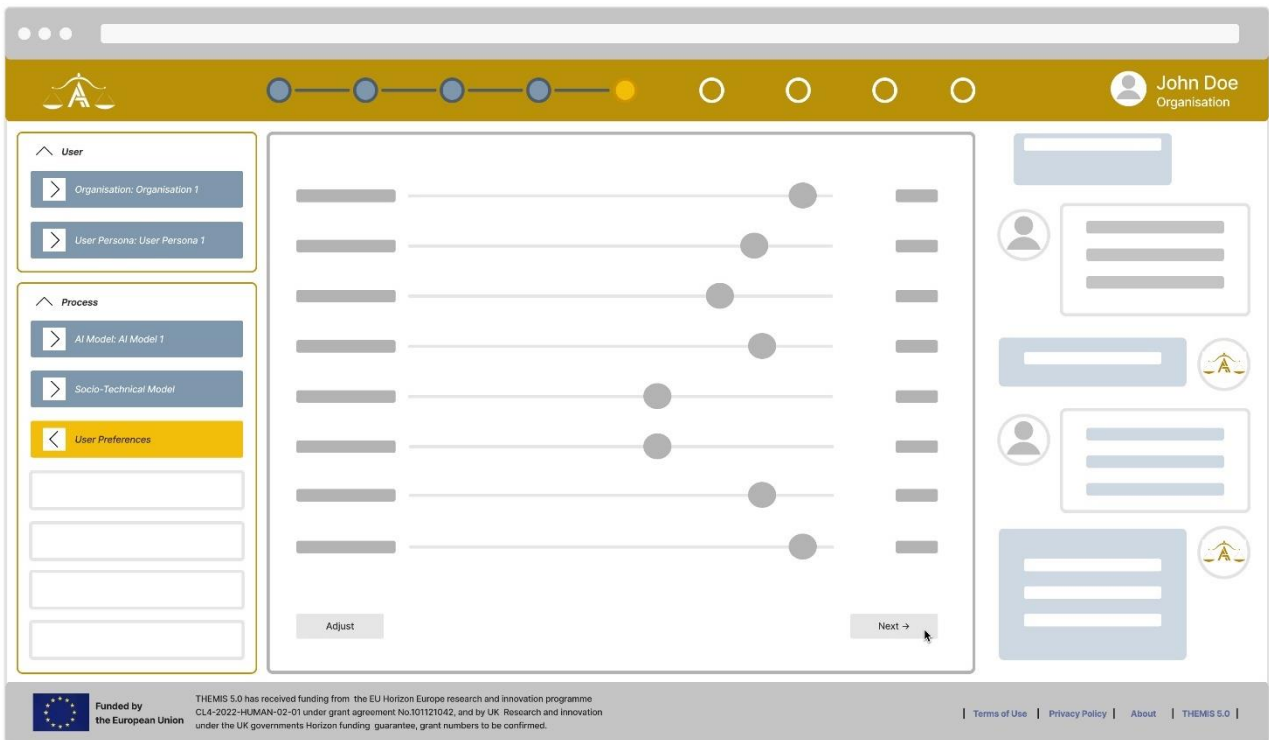 John Doe
Organisation
User
Organisation: Organisation 1
User Persona: User Persona 1
Process
AI Model: AI Model 1
Socio-Technical Model
User Preferences
Adjust
Next →
Funded by
the European Union
THEMIS 5.0 has received funding from the EU Horizon Europe research and innovation programme
CL4-2022-HUMAN-02-01 under grant agreement No.101121042, and by UK Research and innovation
under the UK governments Horizon funding guarantee, grant numbers to be confirmed.
| Terms of Use | Privacy Policy | About | THEMIS 5.0 |